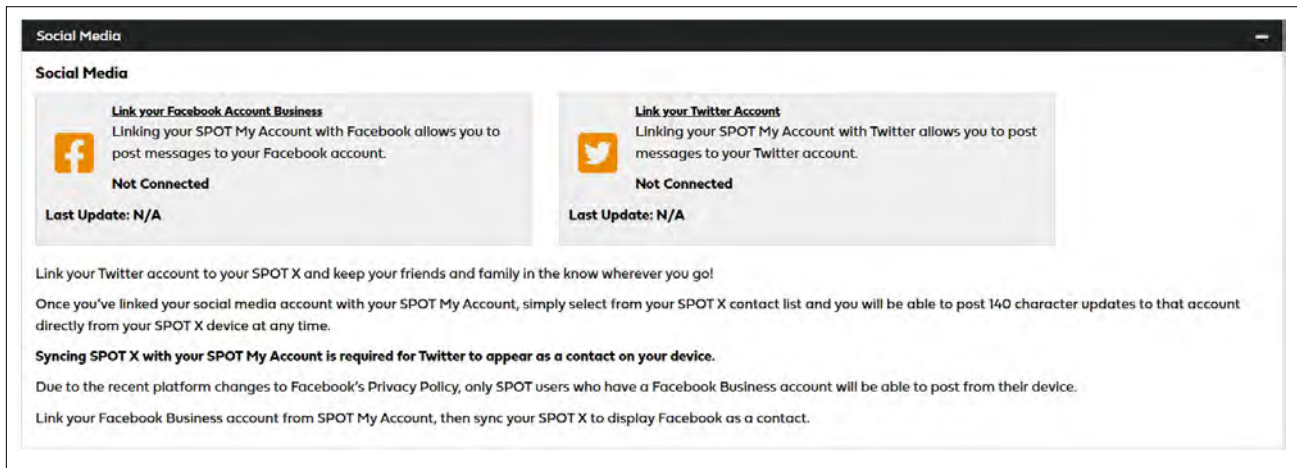 Social Media
Social Media
Link your Facebook Account Business
Linking your SPOT My Account with Facebook allows you to
post messages to your Facebook account.
Not Connected
Last Update: N/A
Link your Twitter Account
Linking your SPOT My Account with Twitter allows you to post
messages to your Twitter account.
Not Connected
Last Update: N/A
Link your Twitter account to your SPOT X and keep your friends and family in the know wherever you go!
Once you've linked your social media account with your SPOT My Account, simply select from your SPOT X contact list and you will be able to post 140 character updates to that account
directly from your SPOT X device at any time.
Syncing SPOT X with your SPOT My Account is required for Twitter to appear as a contact on your device.
Due to the recent platform changes to Facebook's Privacy Policy, only SPOT users who have a Facebook Business account will be able to post from their device.
Link your Facebook Business account from SPOT My Account, then sync your SPOT X to display Facebook as a contact.